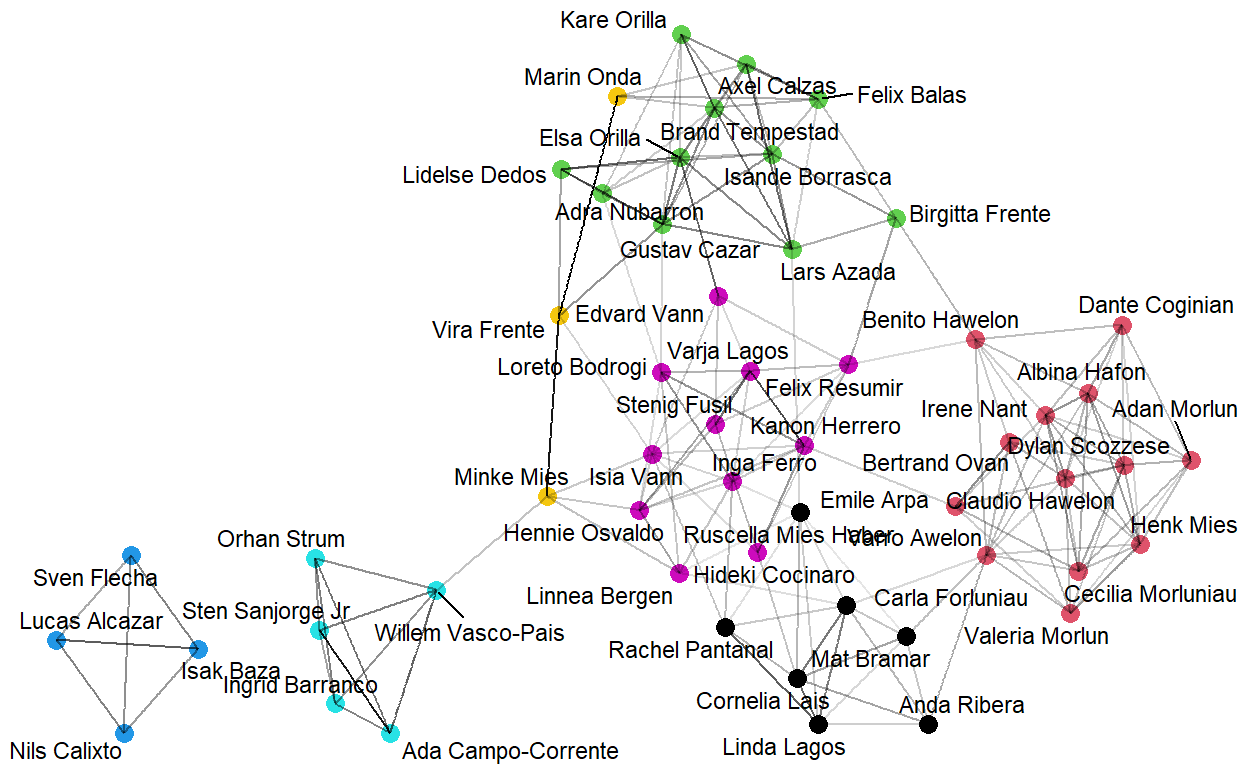 Kare Orilla
Marin Onda
Axel Calzas
Felix Balas
Elsa Orilla
Brand Tempestad
Lidelse Dedos
Isande Borrasca
Adra Nubarron
Birgitta Frente
Gustav Cazar
Lars Azada
Vira Frente
Edvard Vann
Benito Hawelon
Dante Coginian
Loreto Bodrogi
Varja Lagos
Felix Resumir
Albina Hafon
Stenig Fusil
Irene Nant
Adan Morlun
Kanon Herrero
Dylan Scozzese
Minke Mies
Isia Vann
Inga Ferro
Bertrand Ovan
Emile Arpa
Claudio Hawelon
Hennie Osvaldo
Ruscella Mies Hyber
Varro Awelon
Henk Mies
Orhan Strum
Sven Flecha
Hideki Cocinaro
Linnea Bergen
Carla Forluniau
Cecilia Morluniau
Lucas Alcazar
Sten Sanjorge Jr
Willem Vasco-Pais
Valeria Morlun
Rachel Pantanal
Mat Bramar
Isak Baza
Ingrid Barranco
Cornelia Lais
Anda Ribera
Nils Calixto
Ada Campo-Corrente
Linda Lagos